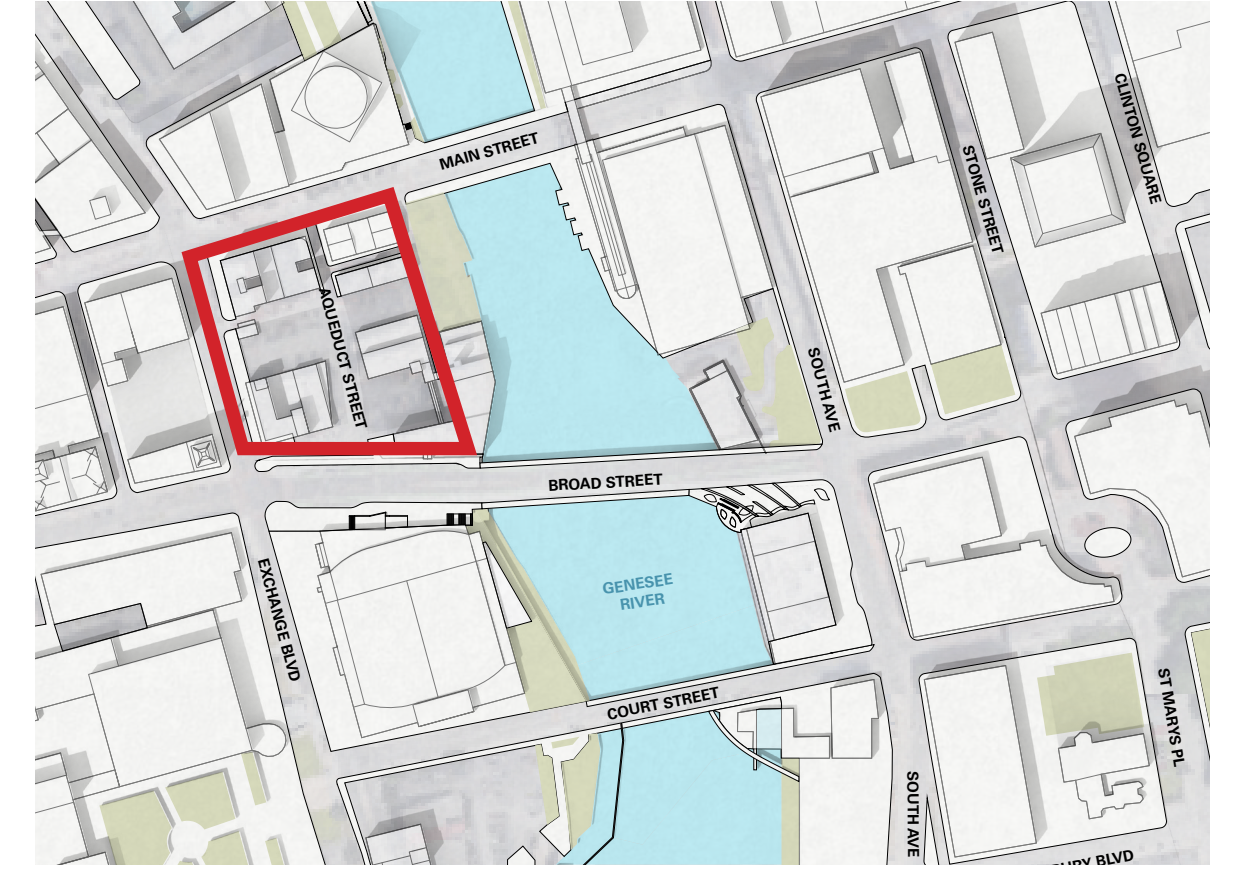 MAIN STREET
CLINTON SQUARE
STONE STREET
AQUEDUCT STREET
SOUTH AVE
BROAD STREET
GENESEE
RIVER
EXCHANGE BLVD
COURT STREET
ST MARYS PL
SOUTH AVE
BLVD